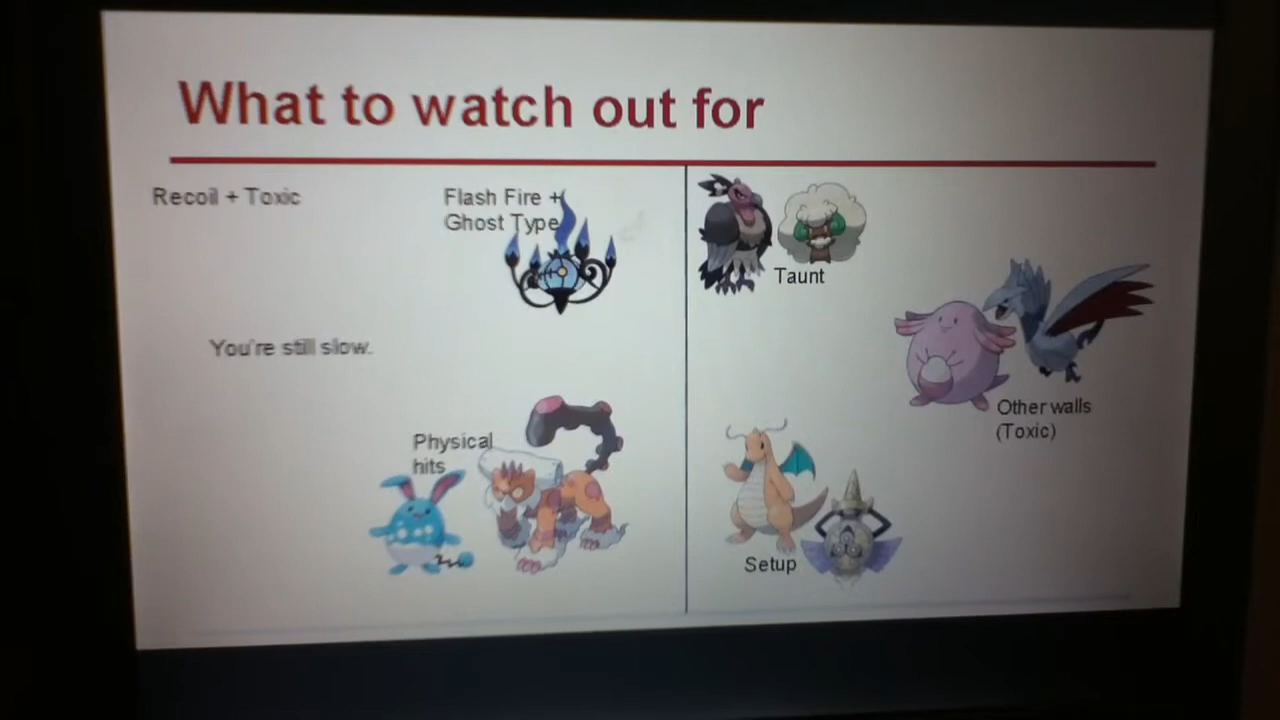 What to watch out for
Recoil + Toxic
Flash Fire +
Ghost Type
You're still slow.
Physical
hits
Taunt
Other walls
(Toxic)
Setup